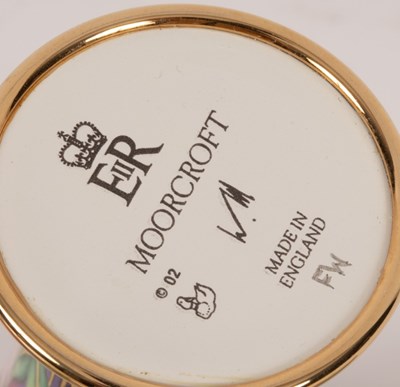 EIIR
MOORCROFT
W.M
© 02
MADE IN
ENGLAND
FW